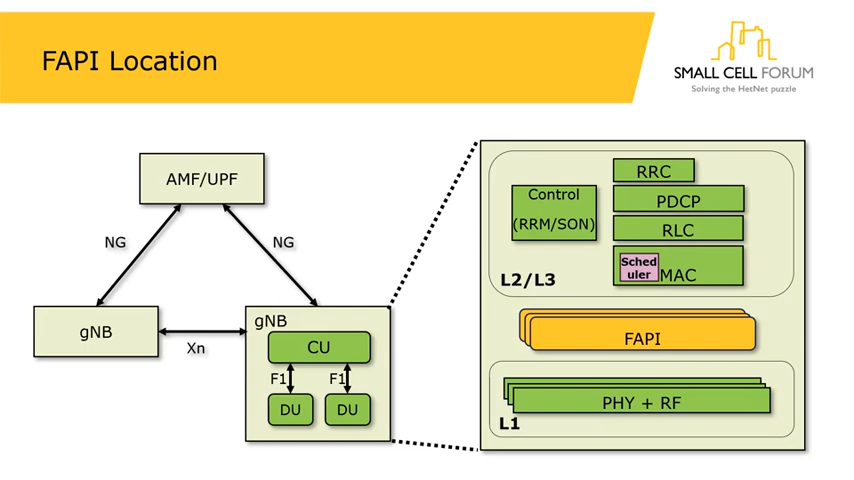 FAPI Location
SMALL CELL FORUM
Solving the HetNet puzzle
AMF/UPF
NG
NG
gNB
Xn
gNB
CU
F1
F1
DU
DU
Control
(RRM/SON)
RRC
PDCP
RLC
Sched
uler
MAC
L2/L3
FAPI
PHY + RF
L1